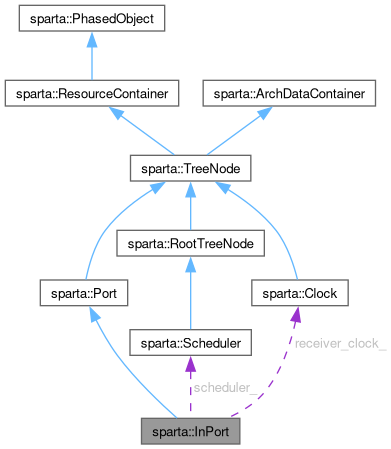 sparta::PhasedObject
sparta::ResourceContainer
sparta::ArchDataContainer
sparta::TreeNode
sparta::RootTreeNode
sparta::Port
sparta::Clock
sparta::Scheduler
receiver_clock_
scheduler_
sparta::InPort